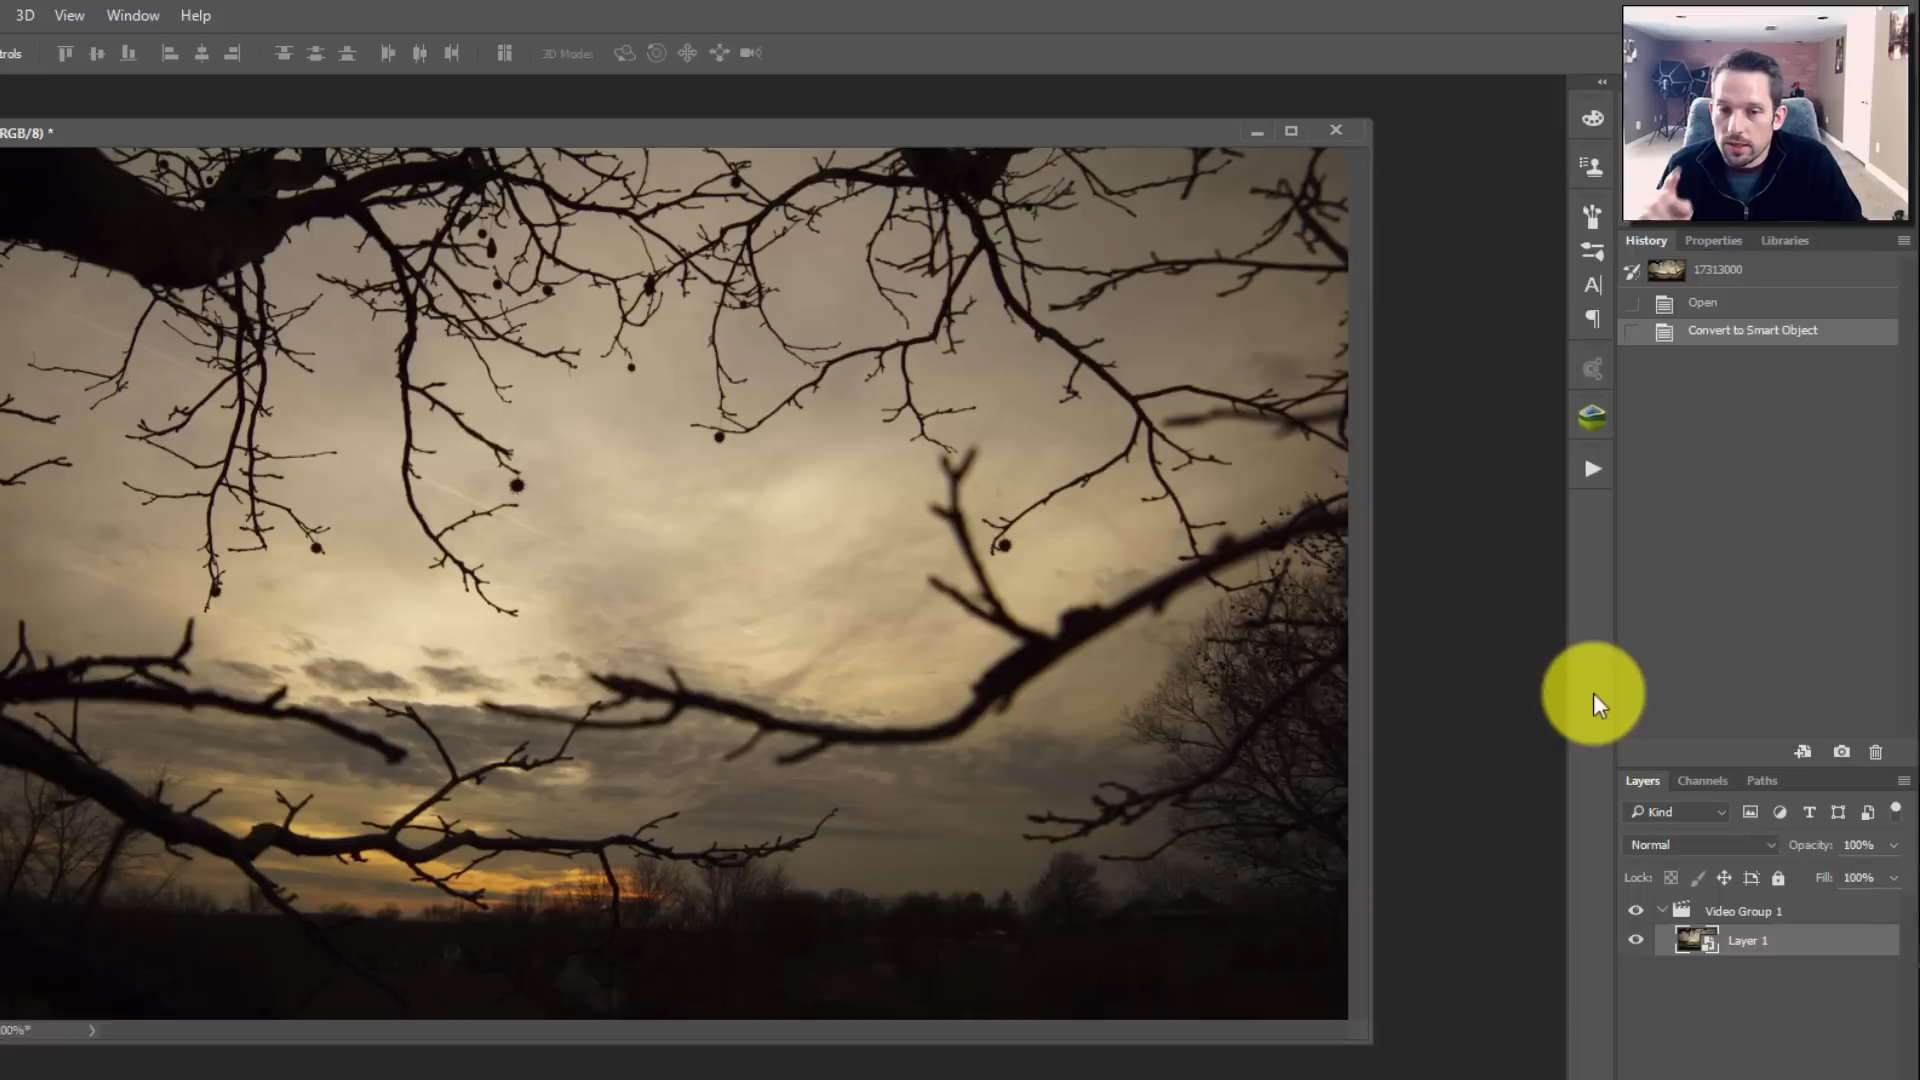 3D View Window Help
trols 3D Mode:
RGB/8) *
History Properties Libraries
17313000
Open
Convert to Smart Object
Layers Channels Paths
Kind
Normal Opacity: 100%
Lock: Fill: 100%
Video Group 1
Layer 1
00%*